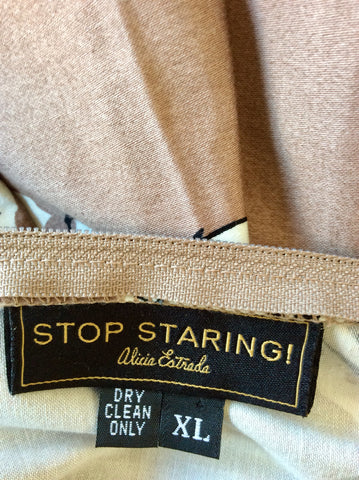 STOP STARING!
Alicia Estrada
DRY
CLEAN
ONLY
XL